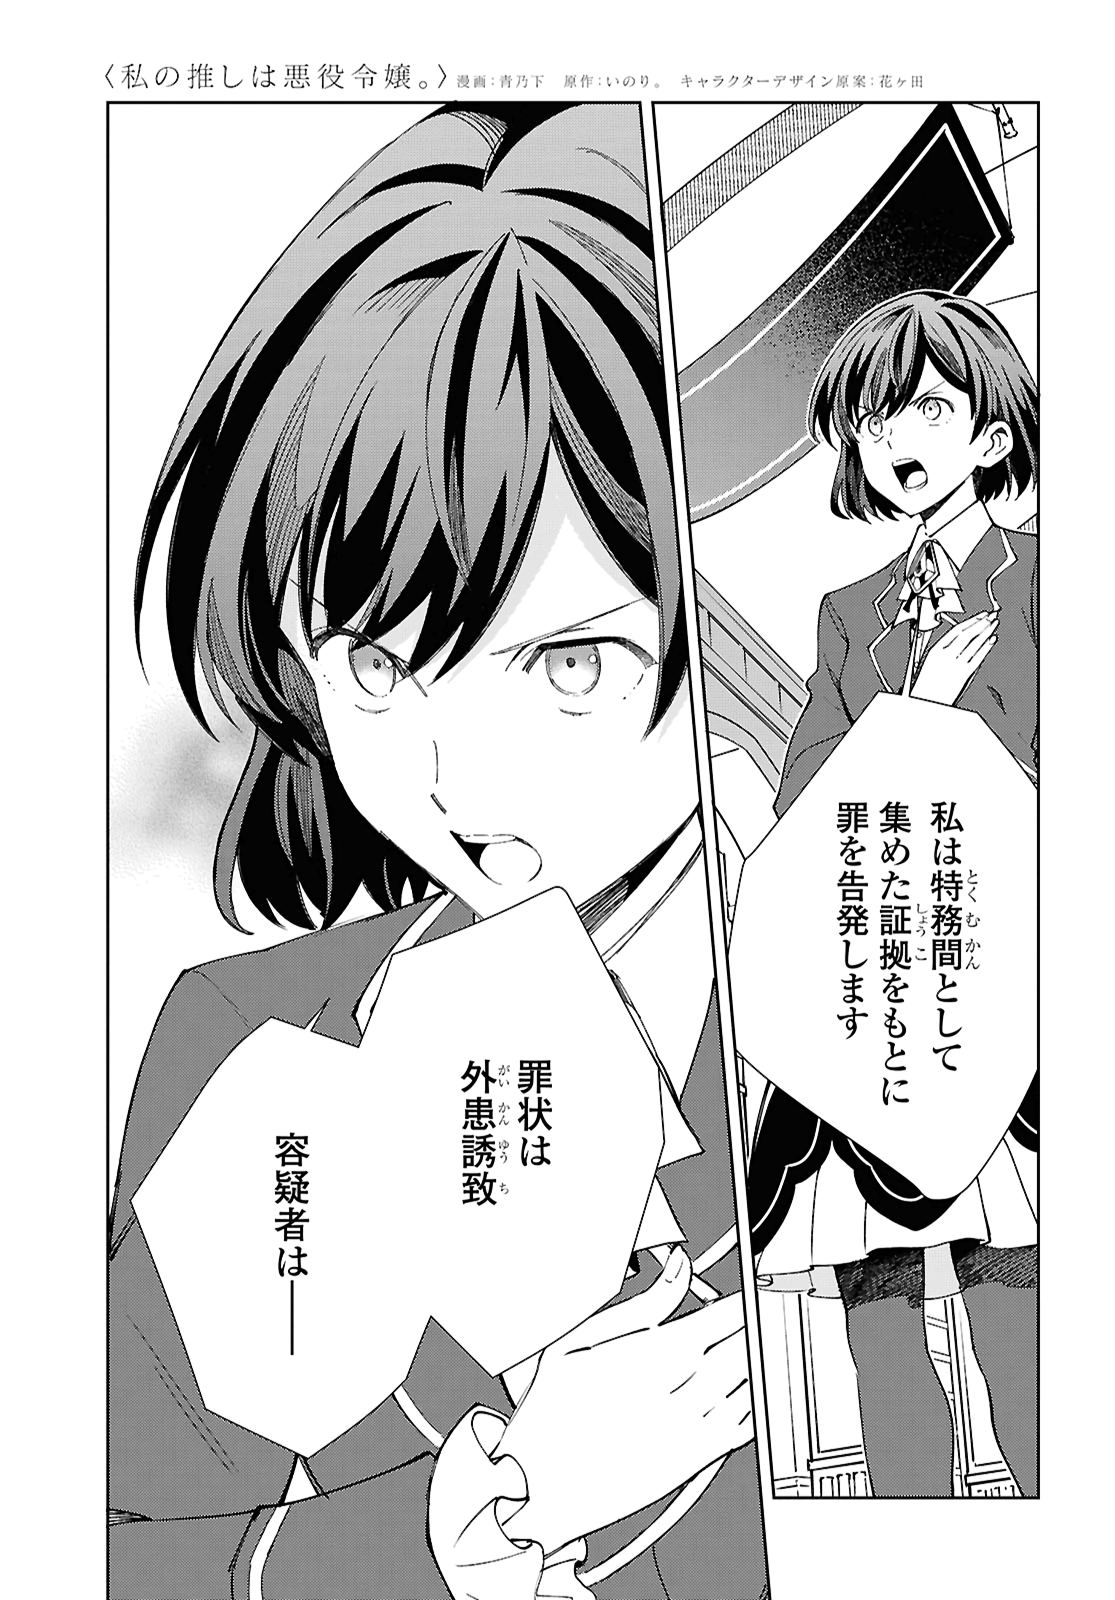 〈私の推しは悪役令嬢。〉漫画：青乃下　原作：いのり。　キャラクターデザイン原案：花ヶ田
私は特務間として
集めた証拠をもとに
罪を告発します
罪状は
外患誘致
容疑者は——